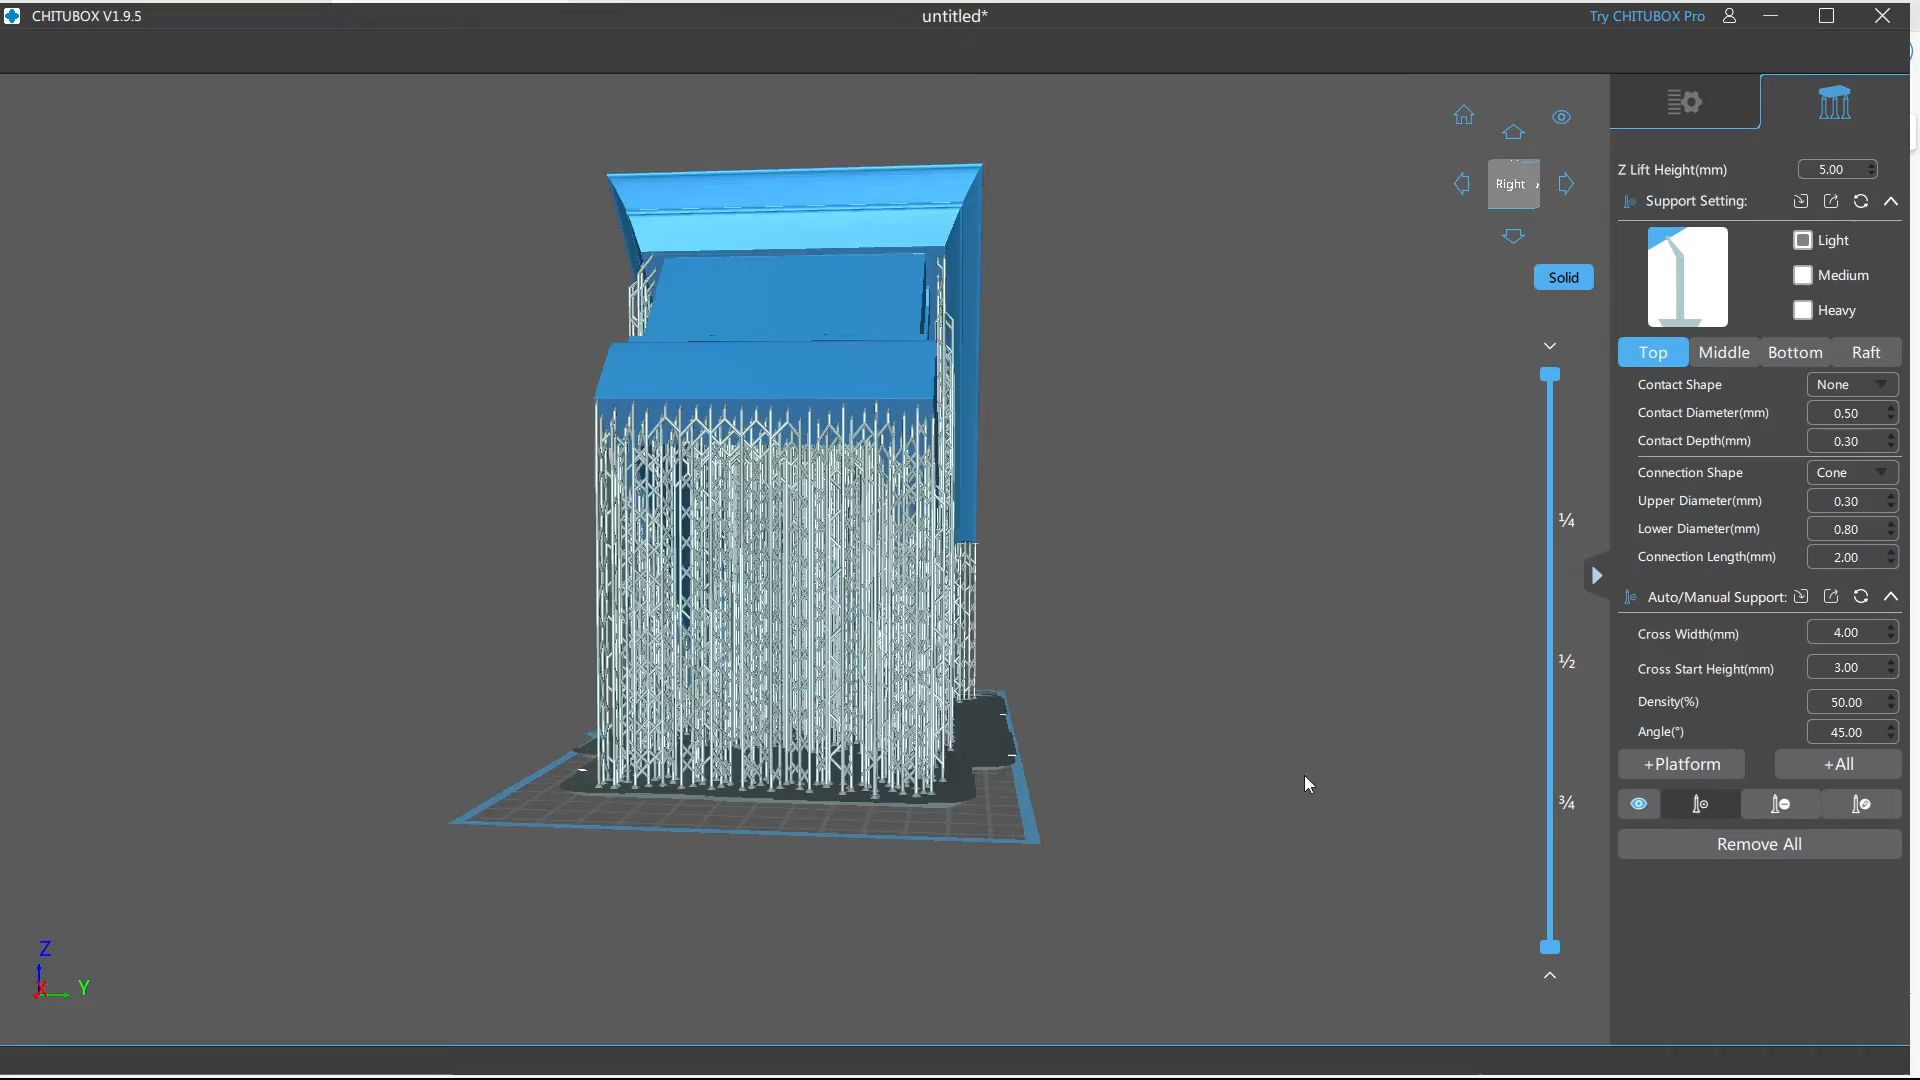 CHITUBOX V1.9.5
untitled*
Try CHITUBOX Pro
Z Lift Height(mm) 5.00
Support Setting:
Light
Medium
Heavy
Top Middle Bottom Raft
Contact Shape None
Contact Diameter(mm) 0.50
Contact Depth(mm) 0.30
Connection Shape Cone
Upper Diameter(mm) 0.30
Lower Diameter(mm) 0.80
Connection Length(mm) 2.00
Auto/Manual Support:
Cross Width(mm) 4.00
Cross Start Height(mm) 3.00
Density(%) 50.00
Angle(°) 45.00
+Platform +All
Remove All
Right
Solid
¼
½
¾
Z
X Y